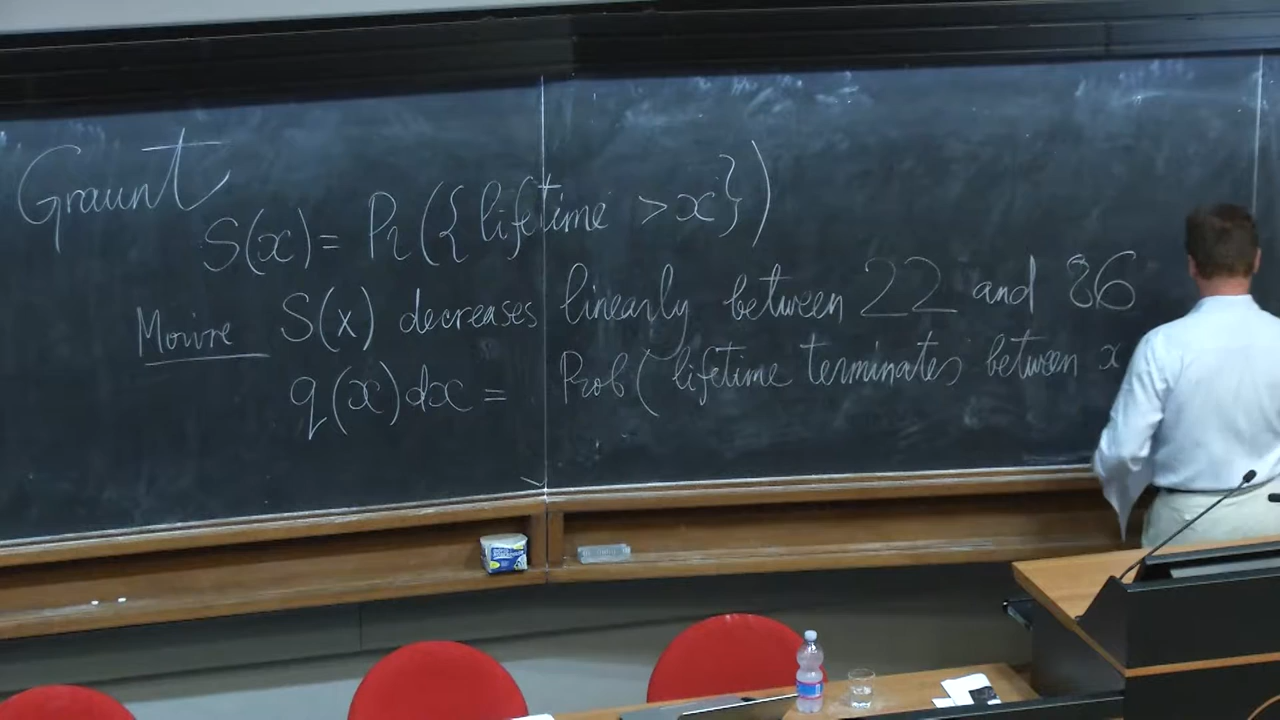 Graunt
S(x) = Pr({lifetime > x})
Moivre S(x) decreases linearly between 22 and 86
q(x)dx = Prob( lifetime terminates between x